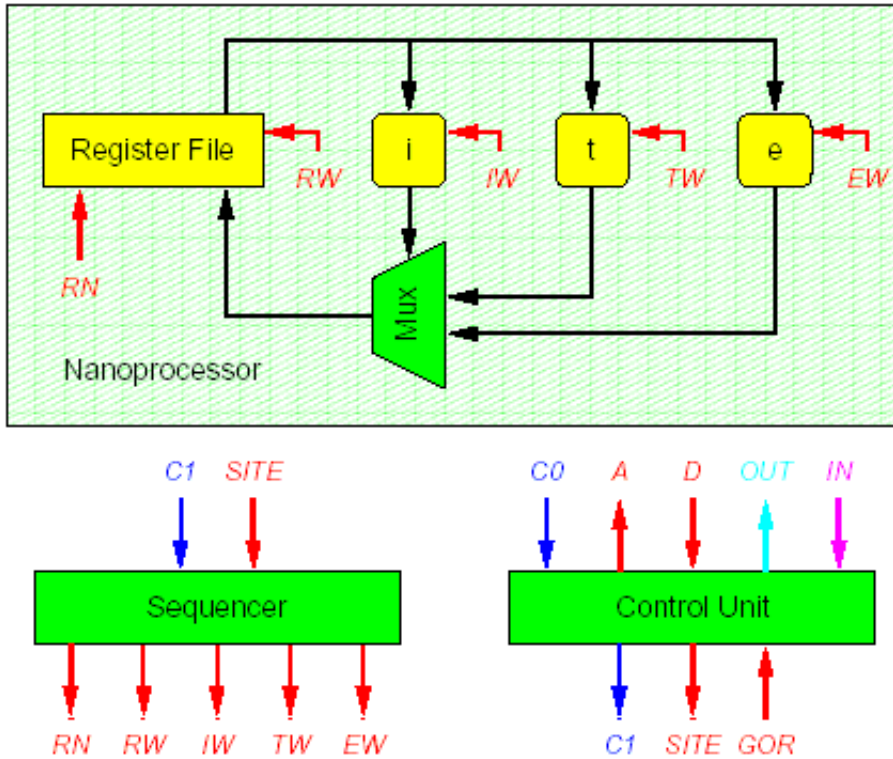 Register File
i
t
e
RW
IW
TW
EW
RN
Mux
Nanoprocessor
C1 SITE
C0 A D OUT IN
Sequencer
Control Unit
RN RW IW TW EW
C1 SITE GOR